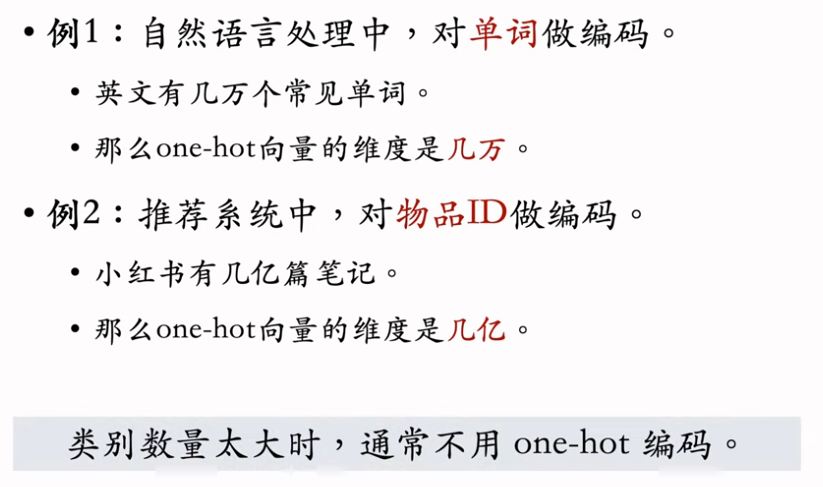 • 例1：自然语言处理中，对单词做编码。
• 英文有几万个常见单词。
• 那么one-hot向量的维度是几万。
• 例2：推荐系统中，对物品ID做编码。
• 小红书有几亿篇笔记。
• 那么one-hot向量的维度是几亿。
类别数量太大时，通常不用 one-hot 编码。